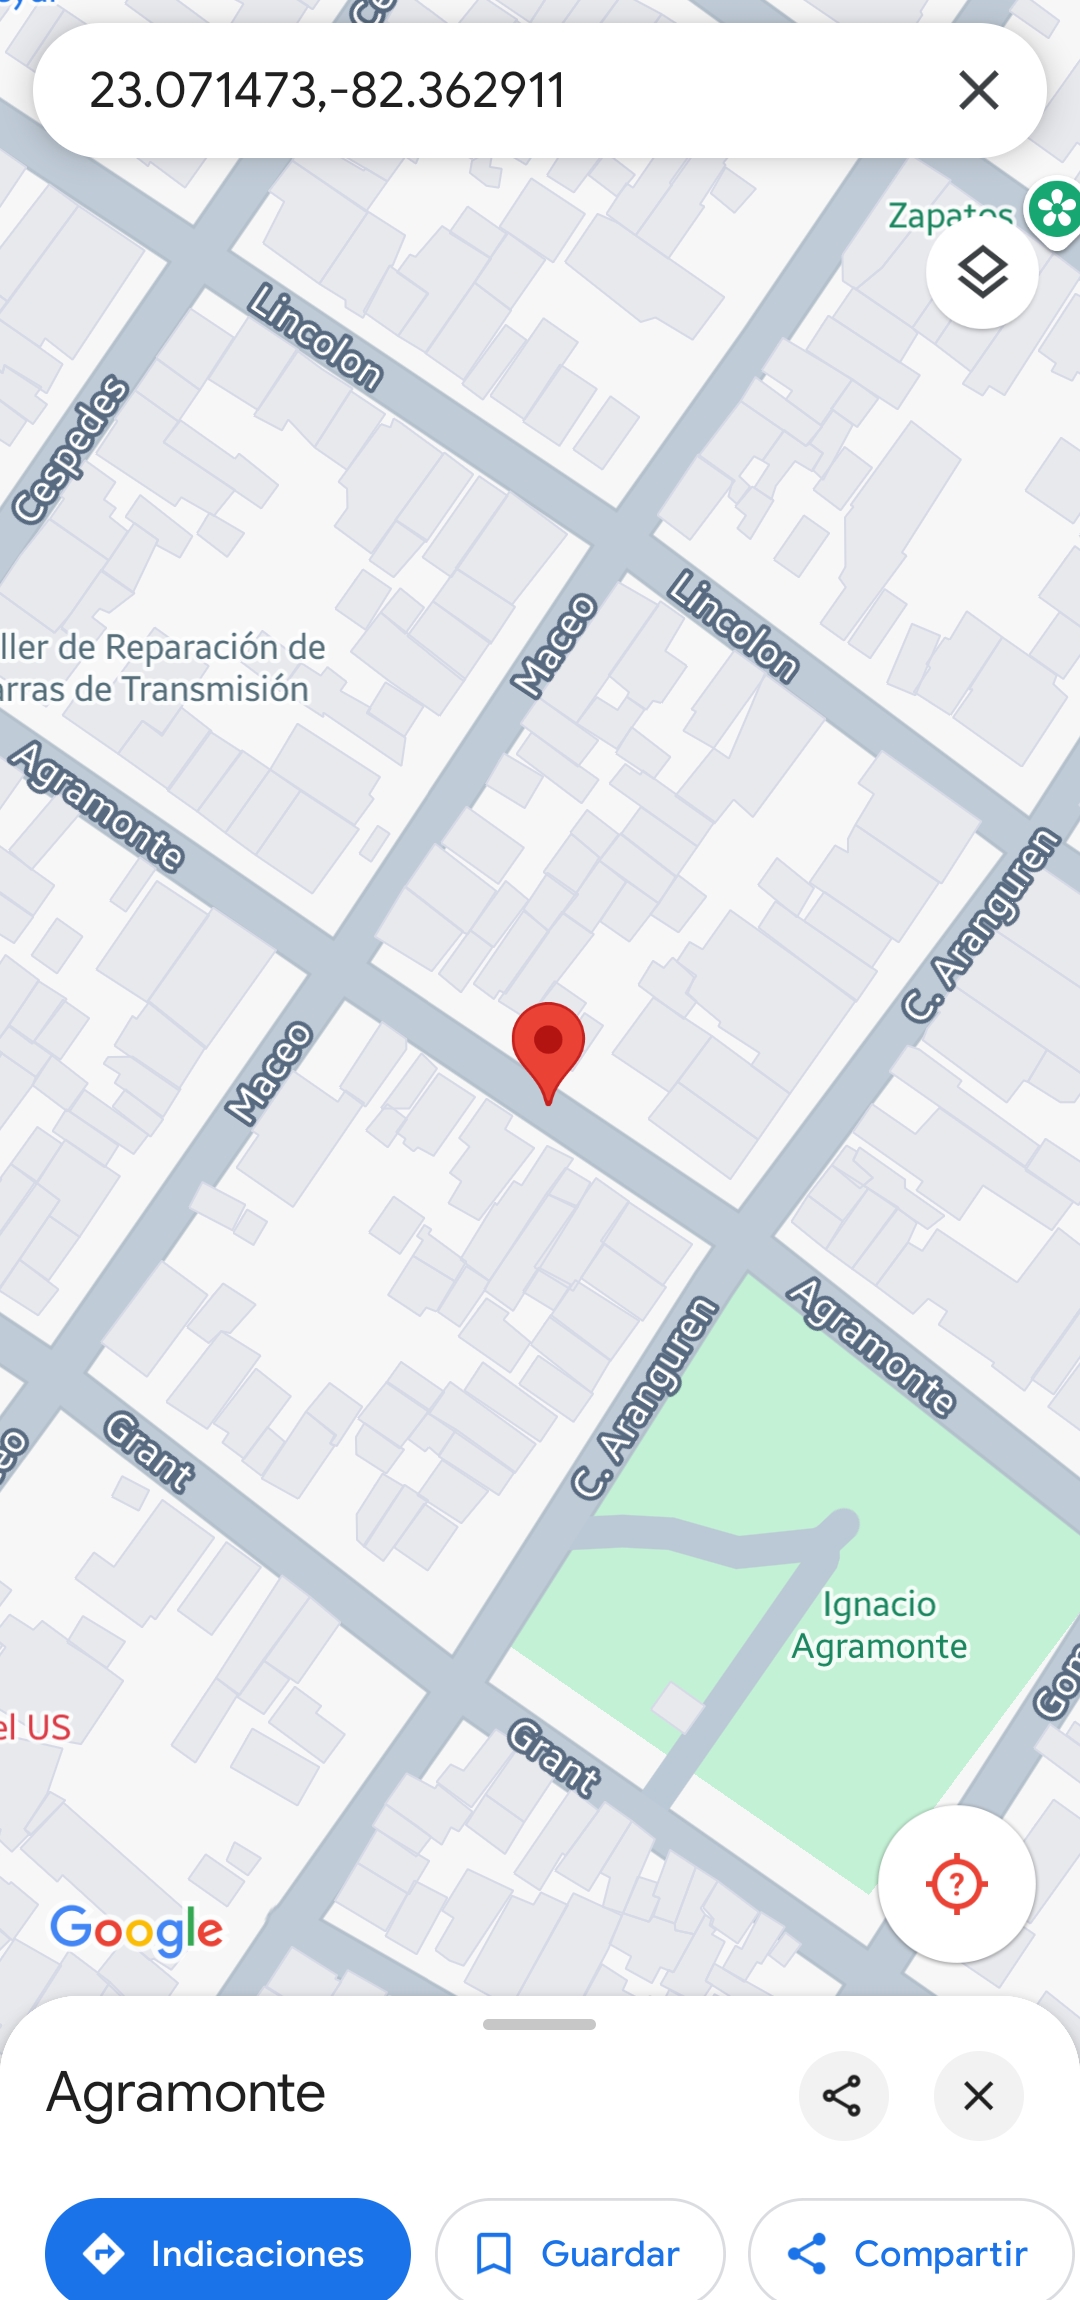 23.071473,-82.362911
Zapatos
Lincolon
Cespedes
Lincolon
Maceo
ller de Reparación de
arras de Transmisión
Agramonte
C. Aranguren
Maceo
Agramonte
C. Aranguren
Grant
Ignacio
Agramonte
el US
Grant
Google
Agramonte
Indicaciones
Guardar
Compartir